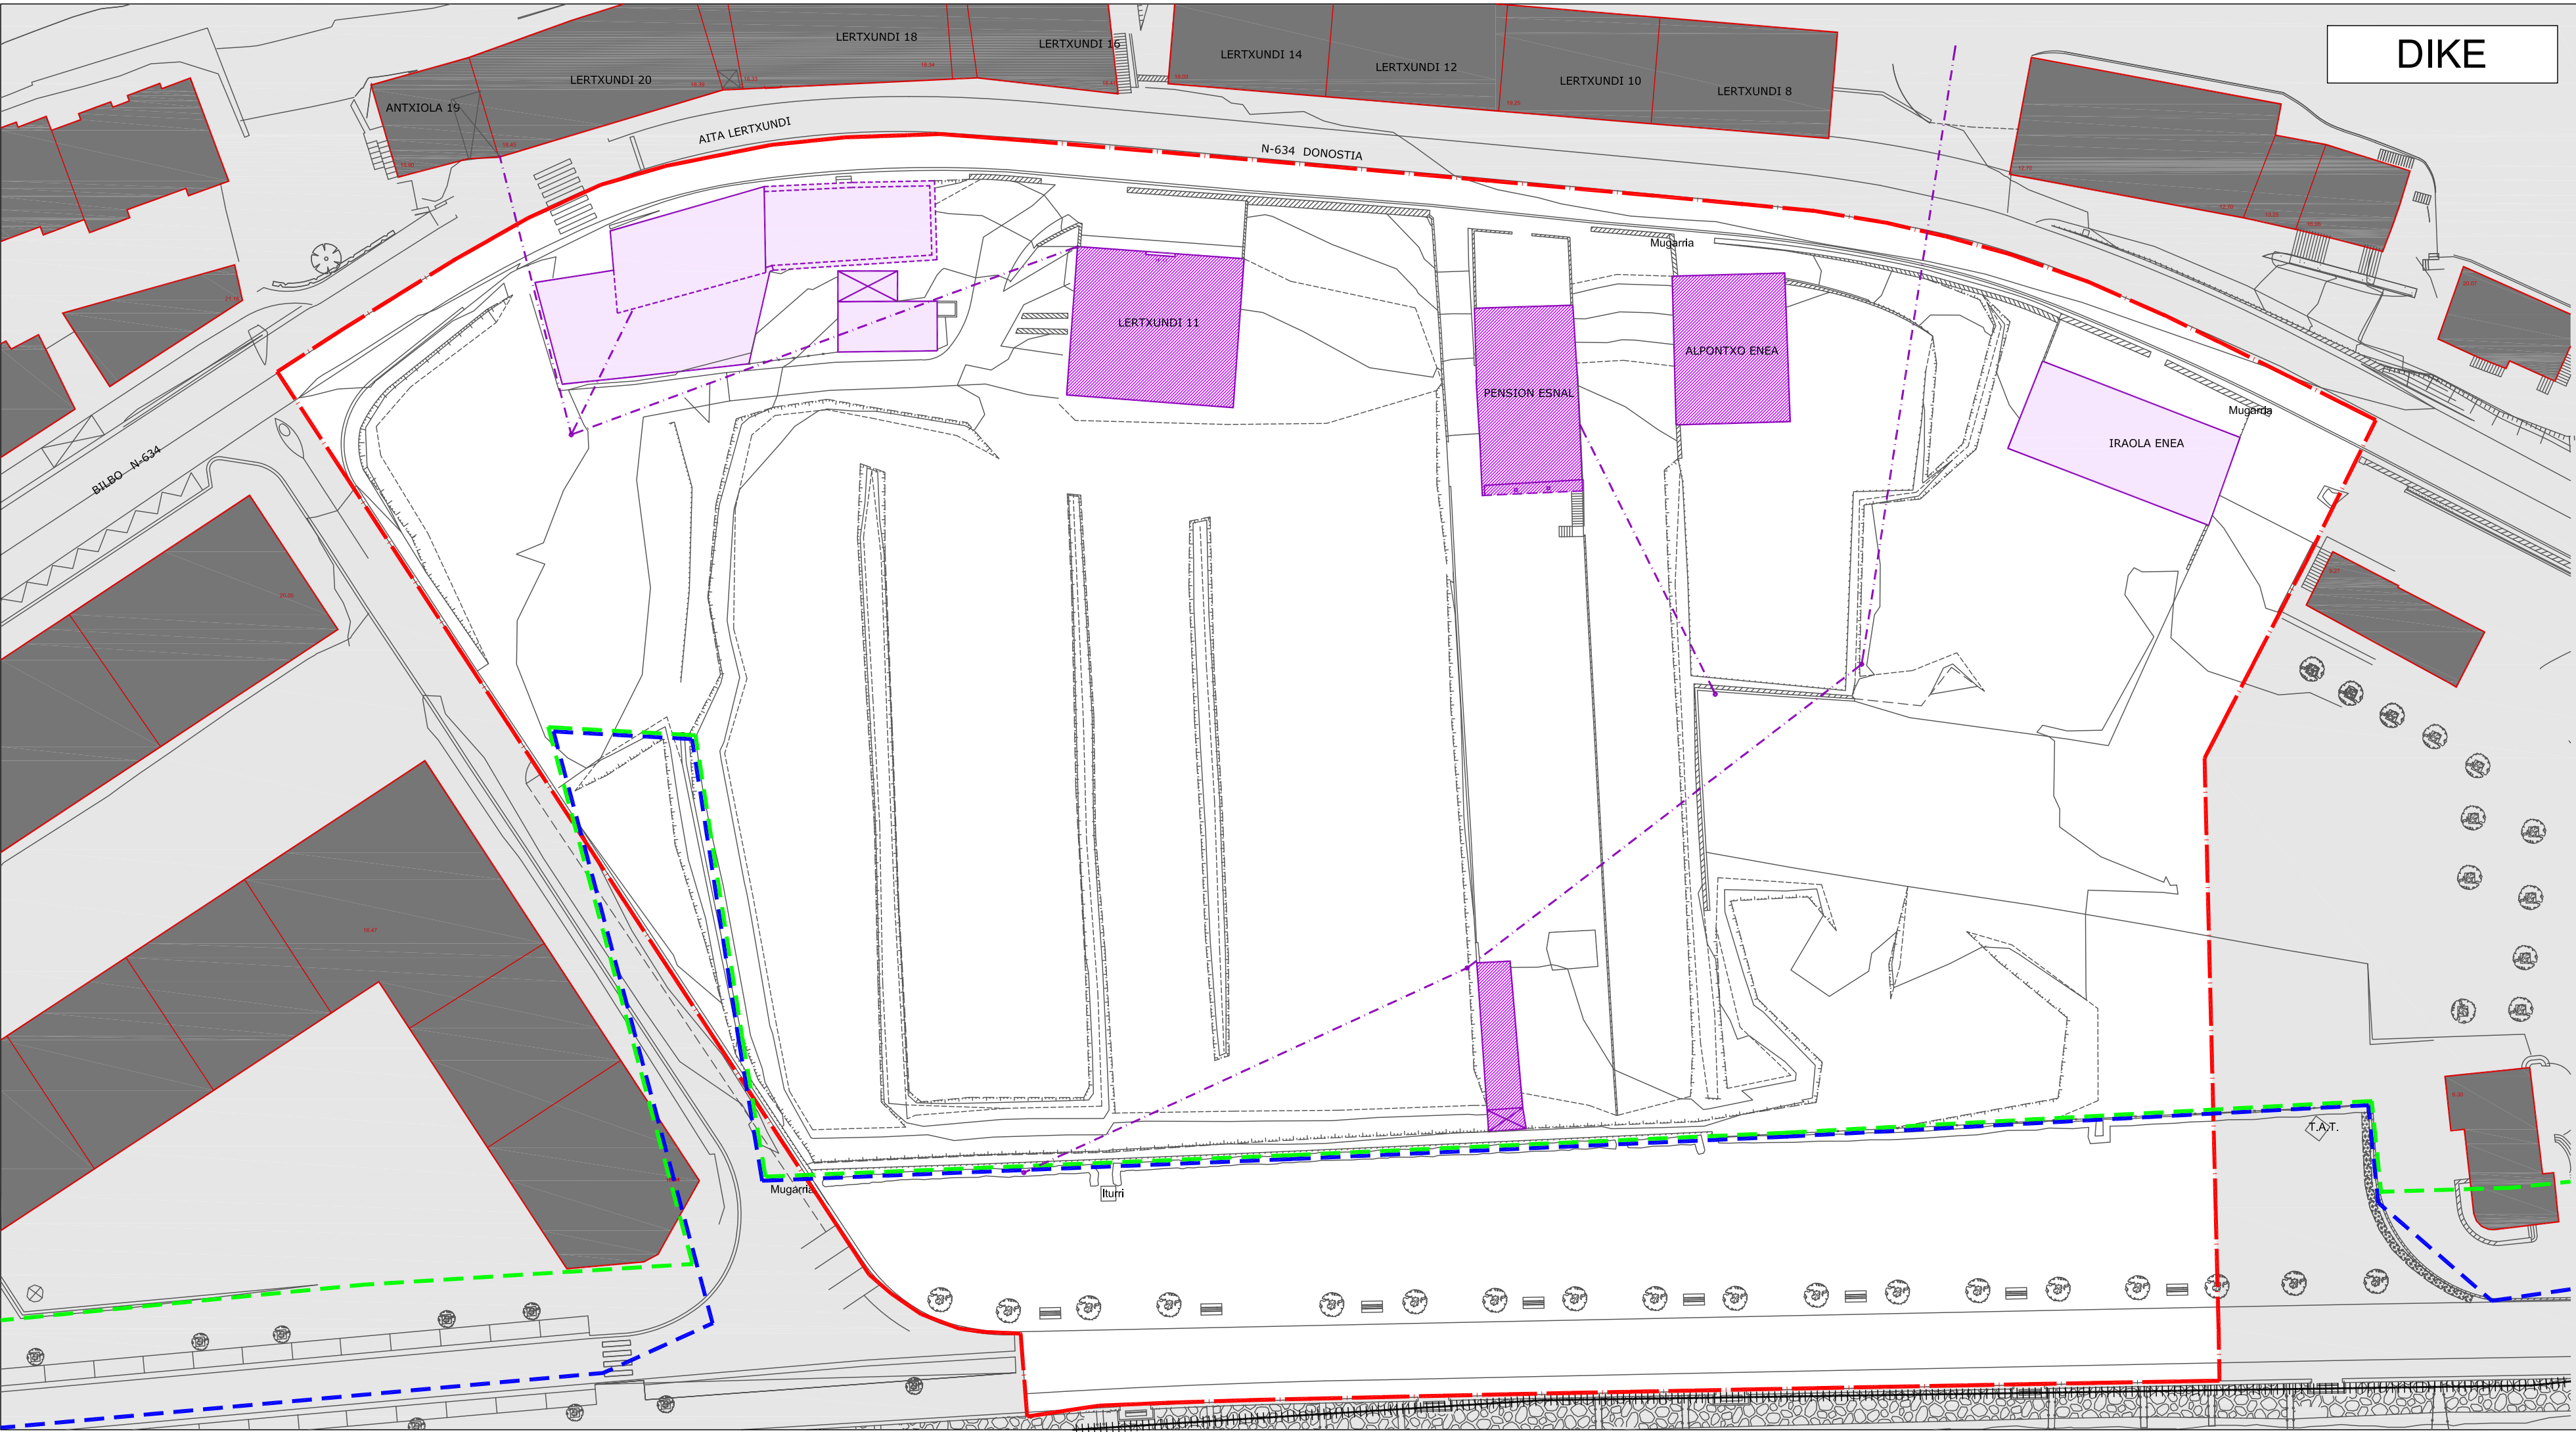 DIKE
LERTXUNDI 18
LERTXUNDI 16
LERTXUNDI 14
LERTXUNDI 12
LERTXUNDI 20
LERTXUNDI 10
LERTXUNDI 8
ANTXIOLA 19
AITA LERTXUNDI
N-634 DONOSTIA
Mugarria
LERTXUNDI 11
ALPONTXO ENEA
PENSION ESNAL
Mugarda
IRAOLA ENEA
BILBO N-634
T.A.T.
Mugarria
Iturri